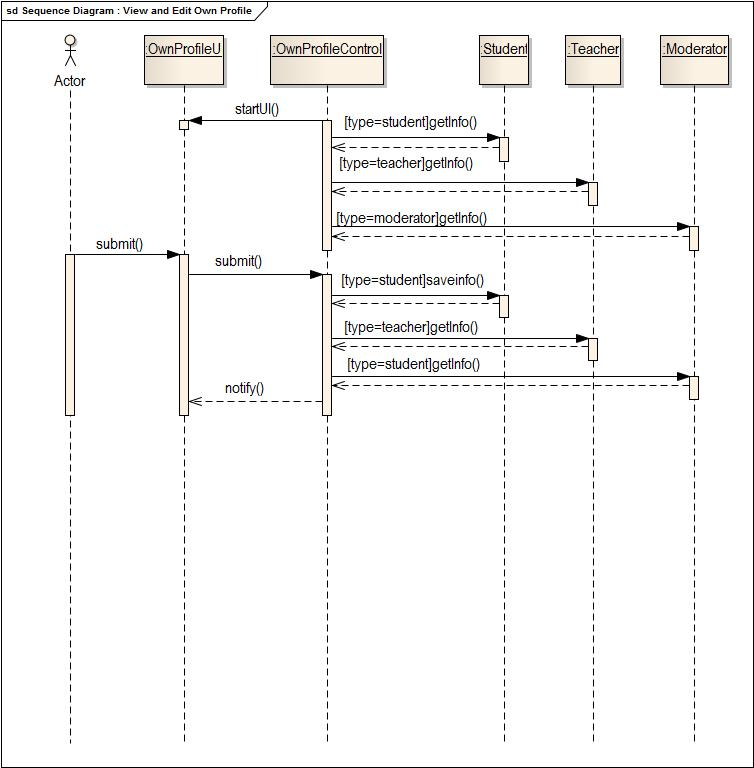 sd Sequence Diagram : View and Edit Own Profile
Actor
:OwnProfileU
:OwnProfileControl
:Student
:Teacher
:Moderator
startUI()
[type=student]getInfo()
[type=teacher]getInfo()
[type=moderator]getInfo()
submit()
submit()
[type=student]saveinfo()
[type=teacher]getInfo()
[type=student]getInfo()
notify()